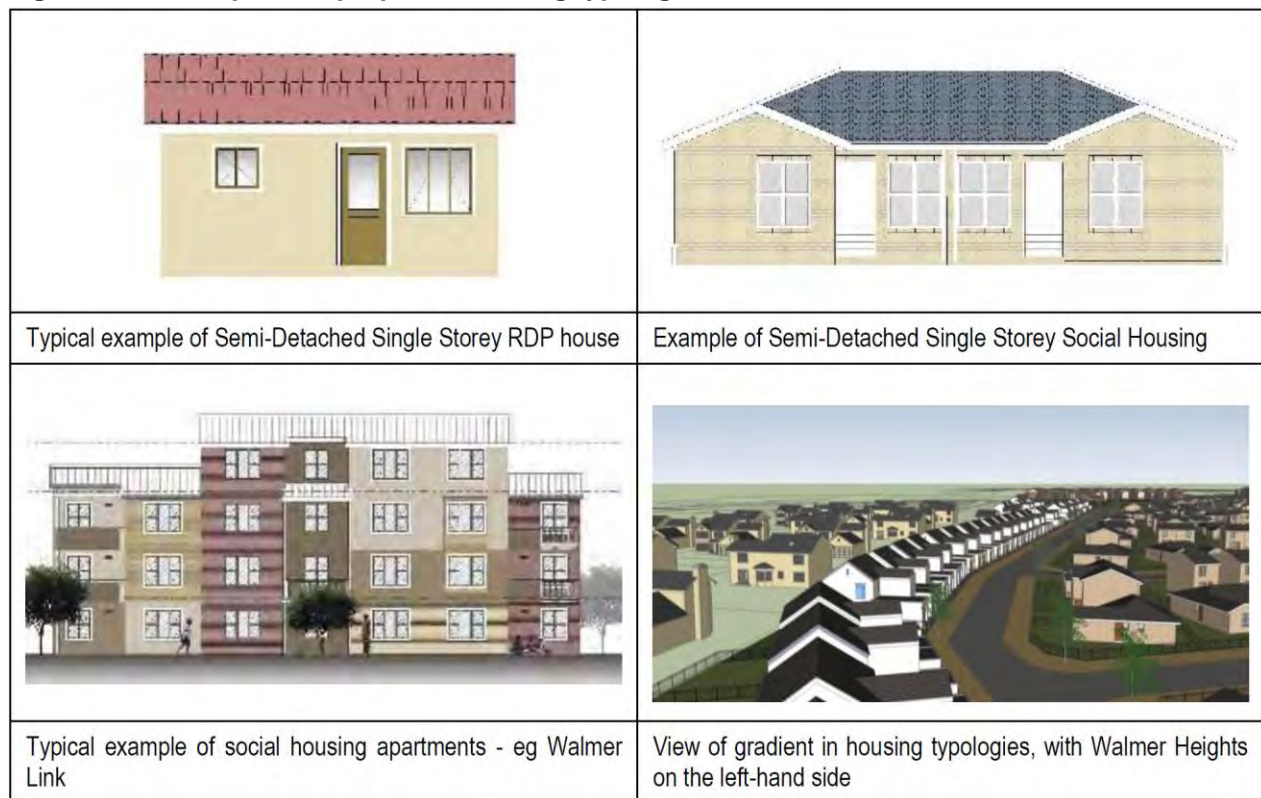 Typical example of Semi-Detached Single Storey RDP house
Example of Semi-Detached Single Storey Social Housing
Typical example of social housing apartments - eg Walmer
Link
View of gradient in housing typologies, with Walmer Heights
on the left-hand side